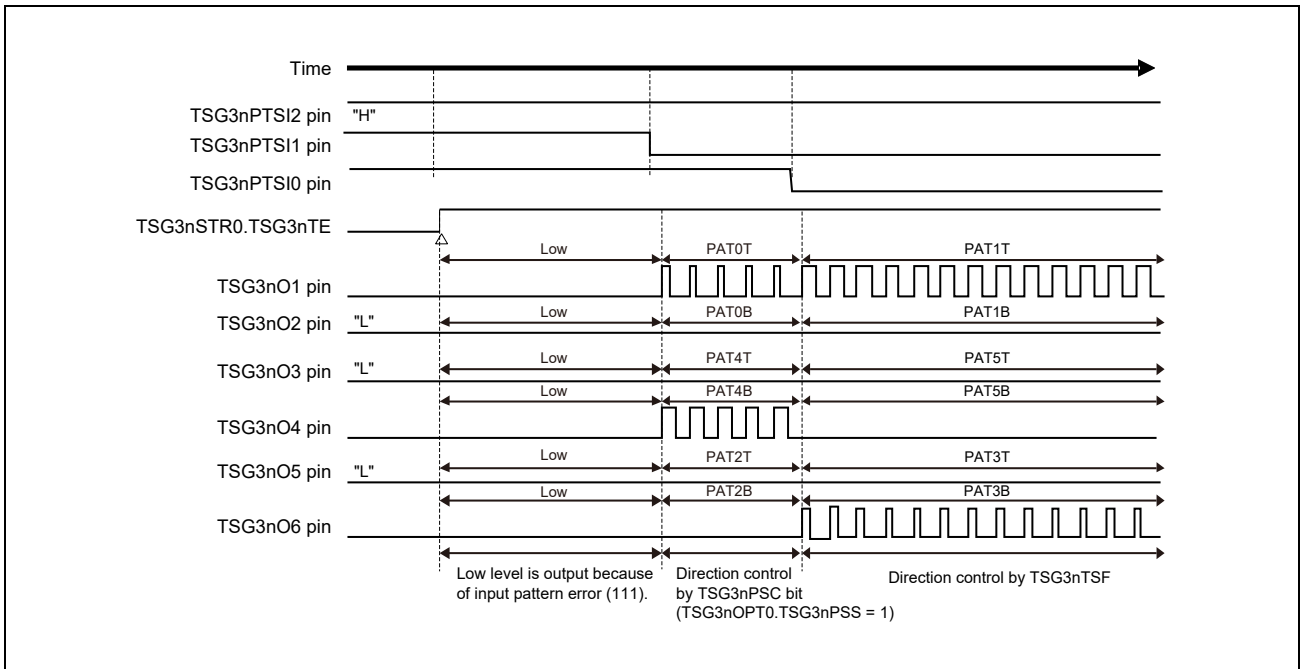 Time
TSG3nPTSI2 pin "H"
TSG3nPTSI1 pin
TSG3nPTSI0 pin
TSG3nSTR0.TSG3nTE
Low PAT0T PAT1T
TSG3nO1 pin
Low PAT0B PAT1B
TSG3nO2 pin "L"
Low PAT4T PAT5T
TSG3nO3 pin "L"
Low PAT4B PAT5B
TSG3nO4 pin
Low PAT2T PAT3T
TSG3nO5 pin "L"
Low PAT2B PAT3B
TSG3nO6 pin
Low level is output because
of input pattern error (111).
Direction control
by TSG3nPSC bit
(TSG3nOPT0.TSG3nPSS = 1)
Direction control by TSG3nTSF